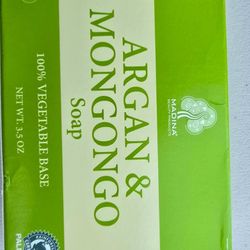 ARGAN &
MONGONGO
Soap
100% VEGETABLE BASE
NET WT. 3.5 OZ
MADINA